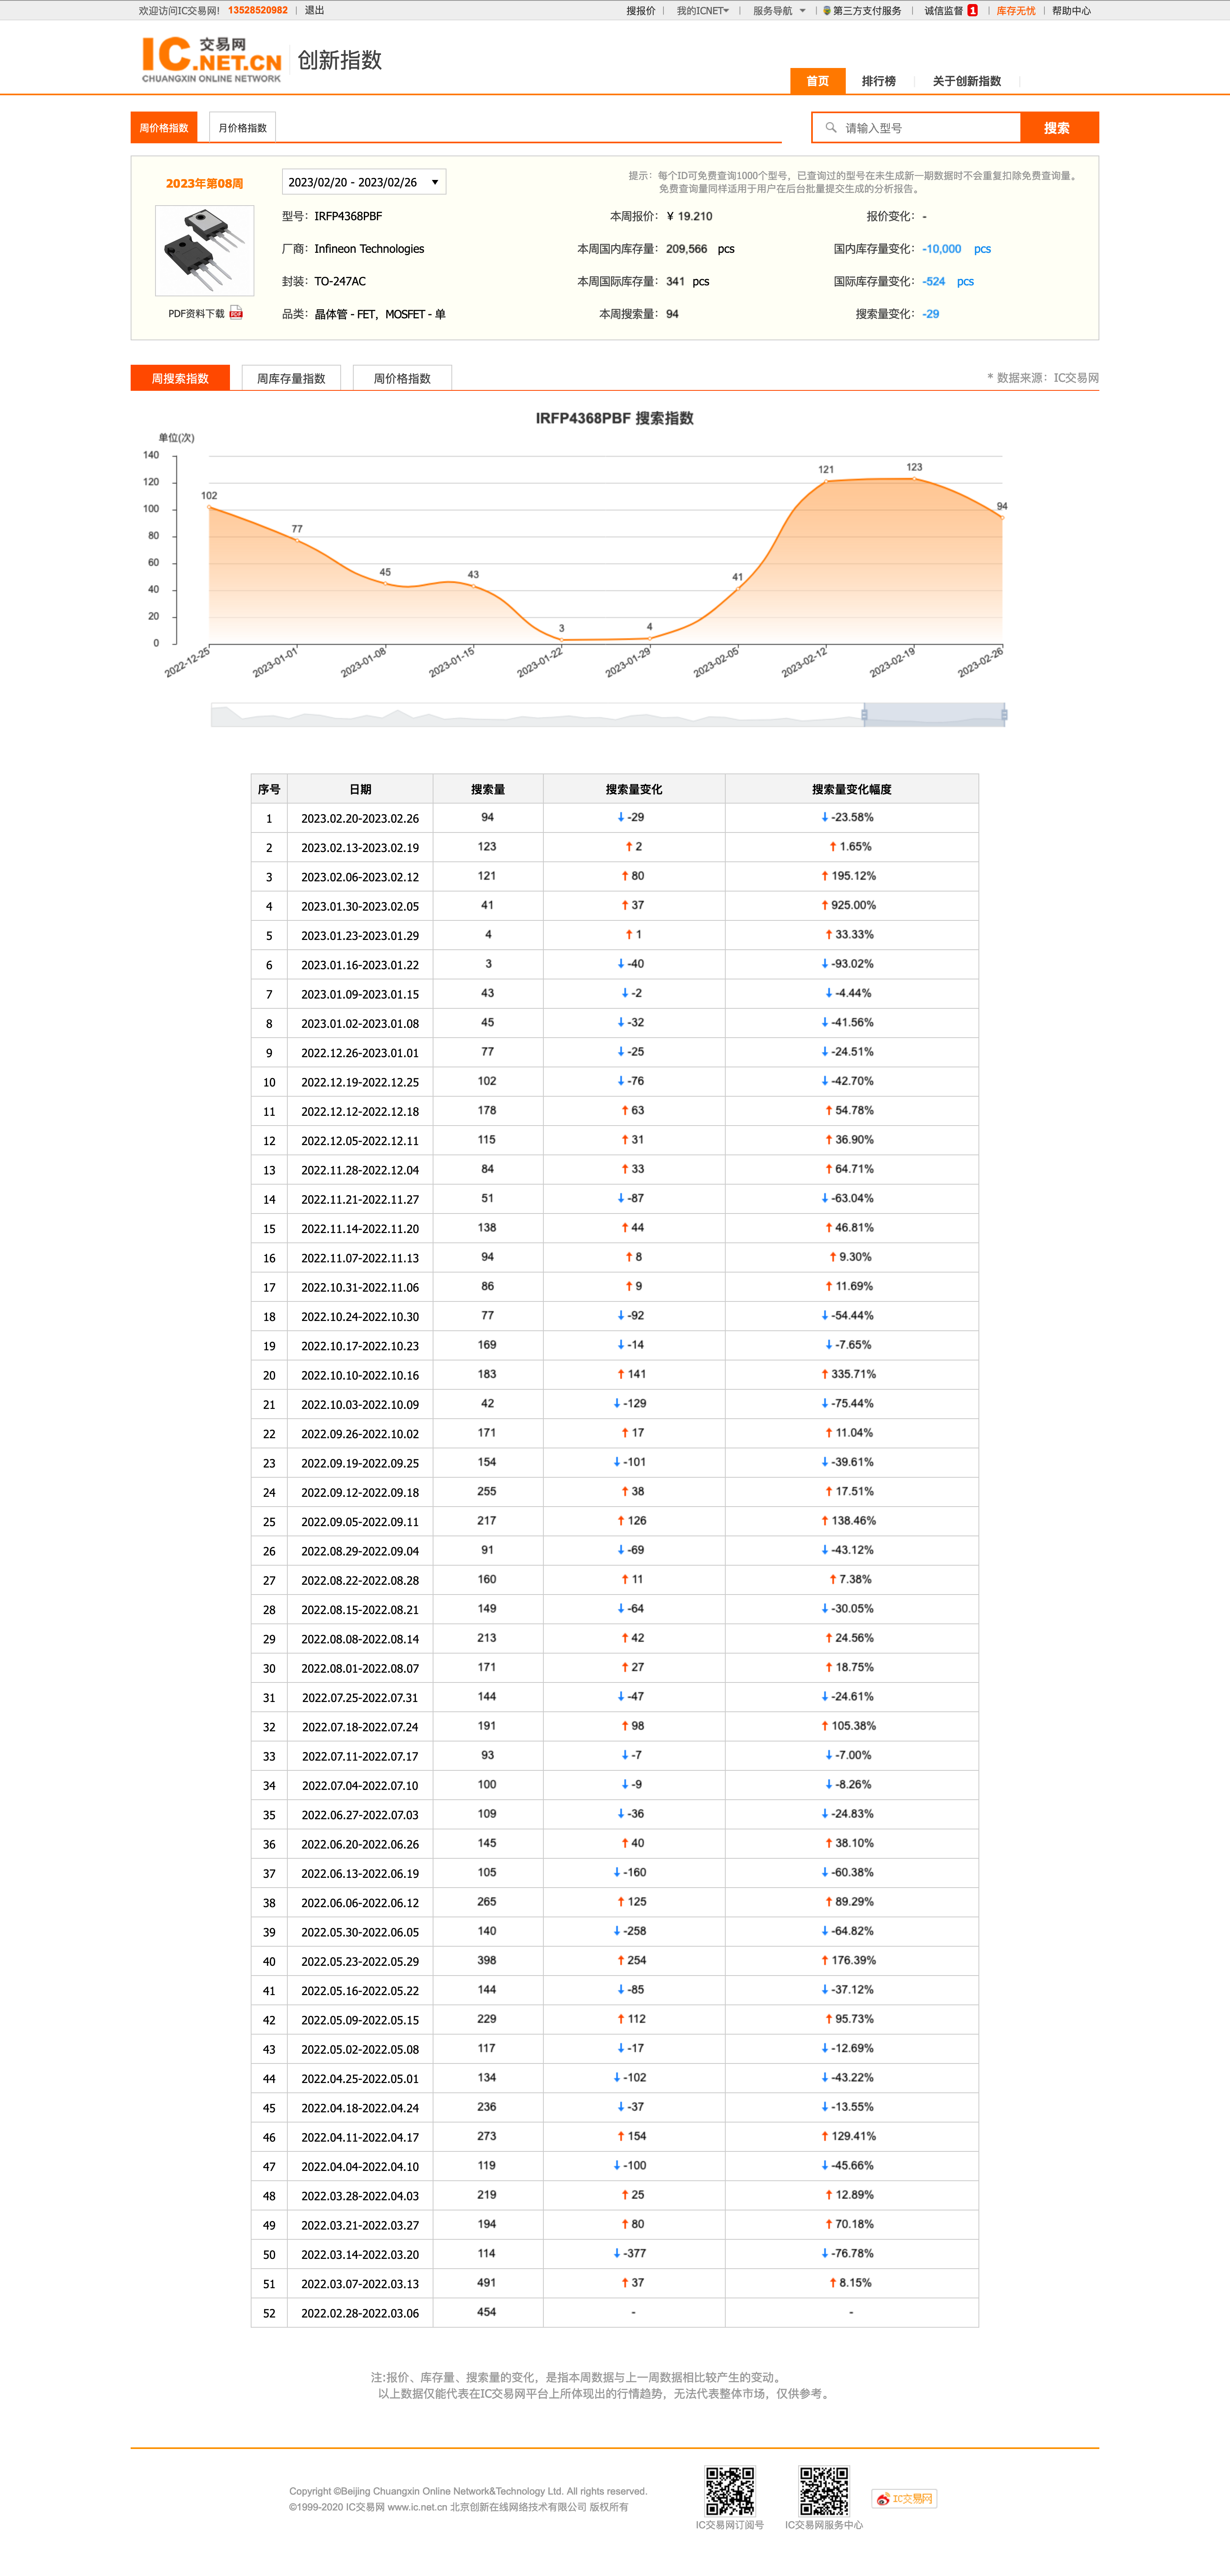 欢迎访问IC交易网! 13528520982 | 退出 搜报价 | 我的ICNET | 服务导航 | 第三方支付服务 | 诚信监督 1 | 库存无忧 | 帮助中心
IC交易网 .NET.CN CHUANGXIN ONLINE NETWORK 创新指数
首页 排行榜 关于创新指数
周价格指数 月价格指数 请输入型号 搜索
2023年第08周 2023/02/20 - 2023/02/26
提示：每个ID可免费查询1000个型号，已查询过的型号在未生成新一期数据时不会重复扣除免费查询量。
免费查询量同样适用于用户在后台批量提交生成的分析报告。
型号：IRFP4368PBF 本周报价：¥ 19.210 报价变化：-
厂商：Infineon Technologies 本周国内库存量：209,566 pcs 国内库存量变化：-10,000 pcs
封装：TO-247AC 本周国际库存量：341 pcs 国际库存量变化：-524 pcs
PDF资料下载 PDF 品类：晶体管 - FET，MOSFET - 单 本周搜索量：94 搜索量变化：-29
周搜索指数 周库存量指数 周价格指数 * 数据来源：IC交易网
IRFP4368PBF 搜索指数
单位(次)
140
120
100
80
60
40
20
0
102 77 45 43 3 4 41 121 123 94
2022-12-25 2023-01-01 2023-01-08 2023-01-15 2023-01-22 2023-01-29 2023-02-05 2023-02-12 2023-02-19 2023-02-26
序号 日期 搜索量 搜索量变化 搜索量变化幅度
1 2023.02.20-2023.02.26 94 ↓ -29 ↓ -23.58%
2 2023.02.13-2023.02.19 123 ↑ 2 ↑ 1.65%
3 2023.02.06-2023.02.12 121 ↑ 80 ↑ 195.12%
4 2023.01.30-2023.02.05 41 ↑ 37 ↑ 925.00%
5 2023.01.23-2023.01.29 4 ↑ 1 ↑ 33.33%
6 2023.01.16-2023.01.22 3 ↓ -40 ↓ -93.02%
7 2023.01.09-2023.01.15 43 ↓ -2 ↓ -4.44%
8 2023.01.02-2023.01.08 45 ↓ -32 ↓ -41.56%
9 2022.12.26-2023.01.01 77 ↓ -25 ↓ -24.51%
10 2022.12.19-2022.12.25 102 ↓ -76 ↓ -42.70%
11 2022.12.12-2022.12.18 178 ↑ 63 ↑ 54.78%
12 2022.12.05-2022.12.11 115 ↑ 31 ↑ 36.90%
13 2022.11.28-2022.12.04 84 ↑ 33 ↑ 64.71%
14 2022.11.21-2022.11.27 51 ↓ -87 ↓ -63.04%
15 2022.11.14-2022.11.20 138 ↑ 44 ↑ 46.81%
16 2022.11.07-2022.11.13 94 ↑ 8 ↑ 9.30%
17 2022.10.31-2022.11.06 86 ↑ 9 ↑ 11.69%
18 2022.10.24-2022.10.30 77 ↓ -92 ↓ -54.44%
19 2022.10.17-2022.10.23 169 ↓ -14 ↓ -7.65%
20 2022.10.10-2022.10.16 183 ↑ 141 ↑ 335.71%
21 2022.10.03-2022.10.09 42 ↓ -129 ↓ -75.44%
22 2022.09.26-2022.10.02 171 ↑ 17 ↑ 11.04%
23 2022.09.19-2022.09.25 154 ↓ -101 ↓ -39.61%
24 2022.09.12-2022.09.18 255 ↑ 38 ↑ 17.51%
25 2022.09.05-2022.09.11 217 ↑ 126 ↑ 138.46%
26 2022.08.29-2022.09.04 91 ↓ -69 ↓ -43.12%
27 2022.08.22-2022.08.28 160 ↑ 11 ↑ 7.38%
28 2022.08.15-2022.08.21 149 ↓ -64 ↓ -30.05%
29 2022.08.08-2022.08.14 213 ↑ 42 ↑ 24.56%
30 2022.08.01-2022.08.07 171 ↑ 27 ↑ 18.75%
31 2022.07.25-2022.07.31 144 ↓ -47 ↓ -24.61%
32 2022.07.18-2022.07.24 191 ↑ 98 ↑ 105.38%
33 2022.07.11-2022.07.17 93 ↓ -7 ↓ -7.00%
34 2022.07.04-2022.07.10 100 ↓ -9 ↓ -8.26%
35 2022.06.27-2022.07.03 109 ↓ -36 ↓ -24.83%
36 2022.06.20-2022.06.26 145 ↑ 40 ↑ 38.10%
37 2022.06.13-2022.06.19 105 ↓ -160 ↓ -60.38%
38 2022.06.06-2022.06.12 265 ↑ 125 ↑ 89.29%
39 2022.05.30-2022.06.05 140 ↓ -258 ↓ -64.82%
40 2022.05.23-2022.05.29 398 ↑ 254 ↑ 176.39%
41 2022.05.16-2022.05.22 144 ↓ -85 ↓ -37.12%
42 2022.05.09-2022.05.15 229 ↑ 112 ↑ 95.73%
43 2022.05.02-2022.05.08 117 ↓ -17 ↓ -12.69%
44 2022.04.25-2022.05.01 134 ↓ -102 ↓ -43.22%
45 2022.04.18-2022.04.24 236 ↓ -37 ↓ -13.55%
46 2022.04.11-2022.04.17 273 ↑ 154 ↑ 129.41%
47 2022.04.04-2022.04.10 119 ↓ -100 ↓ -45.66%
48 2022.03.28-2022.04.03 219 ↑ 25 ↑ 12.89%
49 2022.03.21-2022.03.27 194 ↑ 80 ↑ 70.18%
50 2022.03.14-2022.03.20 114 ↓ -377 ↓ -76.78%
51 2022.03.07-2022.03.13 491 ↑ 37 ↑ 8.15%
52 2022.02.28-2022.03.06 454 - -
注:报价、库存量、搜索量的变化，是指本周数据与上一周数据相比较产生的变动。
以上数据仅能代表在IC交易网平台上所体现出的行情趋势，无法代表整体市场，仅供参考。
Copyright ©Beijing Chuangxin Online Network&Technology Ltd. All rights reserved.
©1999-2020 IC交易网 www.ic.net.cn 北京创新在线网络技术有限公司 版权所有
IC交易网订阅号 IC交易网服务中心 IC交易网